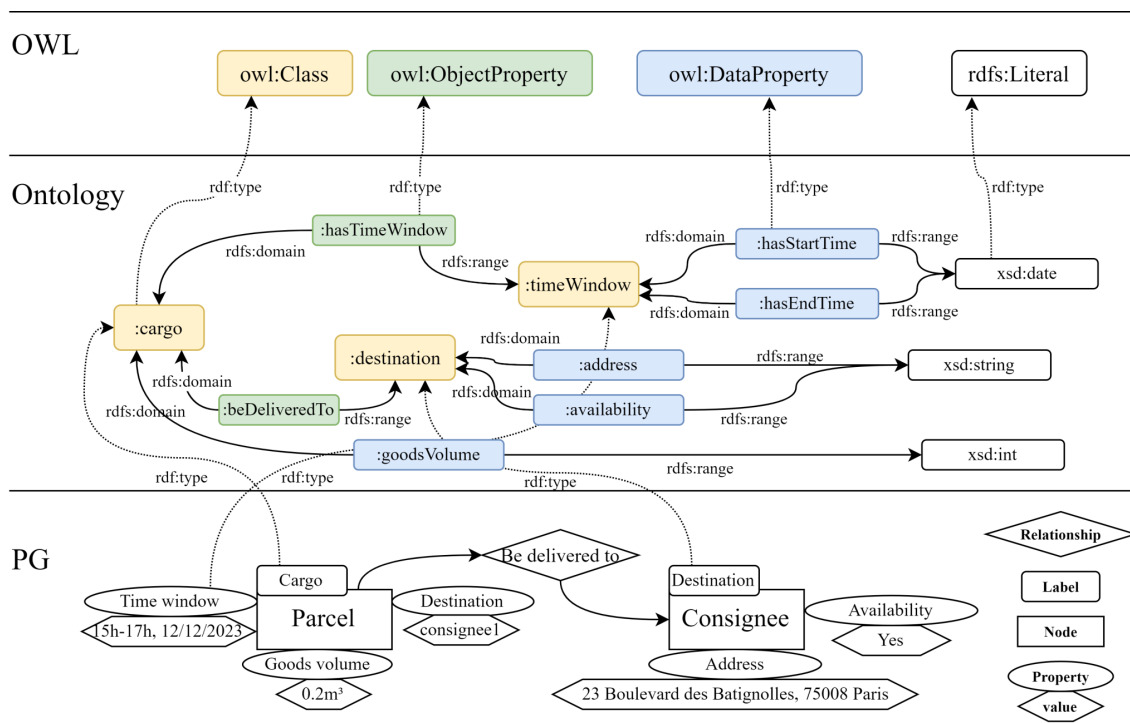 OWL
owl:Class
owl:ObjectProperty
owl:DataProperty
rdfs:Literal
Ontology
rdf:type
rdf:type
rdf:type
rdf:type
:hasTimeWindow
rdfs:domain
rdfs:range
:timeWindow
rdfs:domain
:hasStartTime
rdfs:range
xsd:date
:hasEndTime
rdfs:domain
rdfs:range
:cargo
:destination
rdfs:domain
:address
rdfs:range
xsd:string
rdfs:domain
:beDeliveredTo
rdfs:domain
rdfs:range
rdfs:domain
:availability
rdfs:range
:goodsVolume
rdfs:range
xsd:int
rdf:type
rdf:type
rdf:type
PG
Cargo
Parcel
Time window
15h-17h, 12/12/2023
Destination
consignee1
Goods volume
0.2m³
Be delivered to
Destination
Consignee
Availability
Yes
Address
23 Boulevard des Batignolles, 75008 Paris
Relationship
Label
Node
Property
value